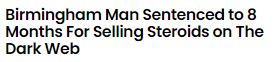 Birmingham Man Sentenced to 8
Months For Selling Steroids on The
Dark Web